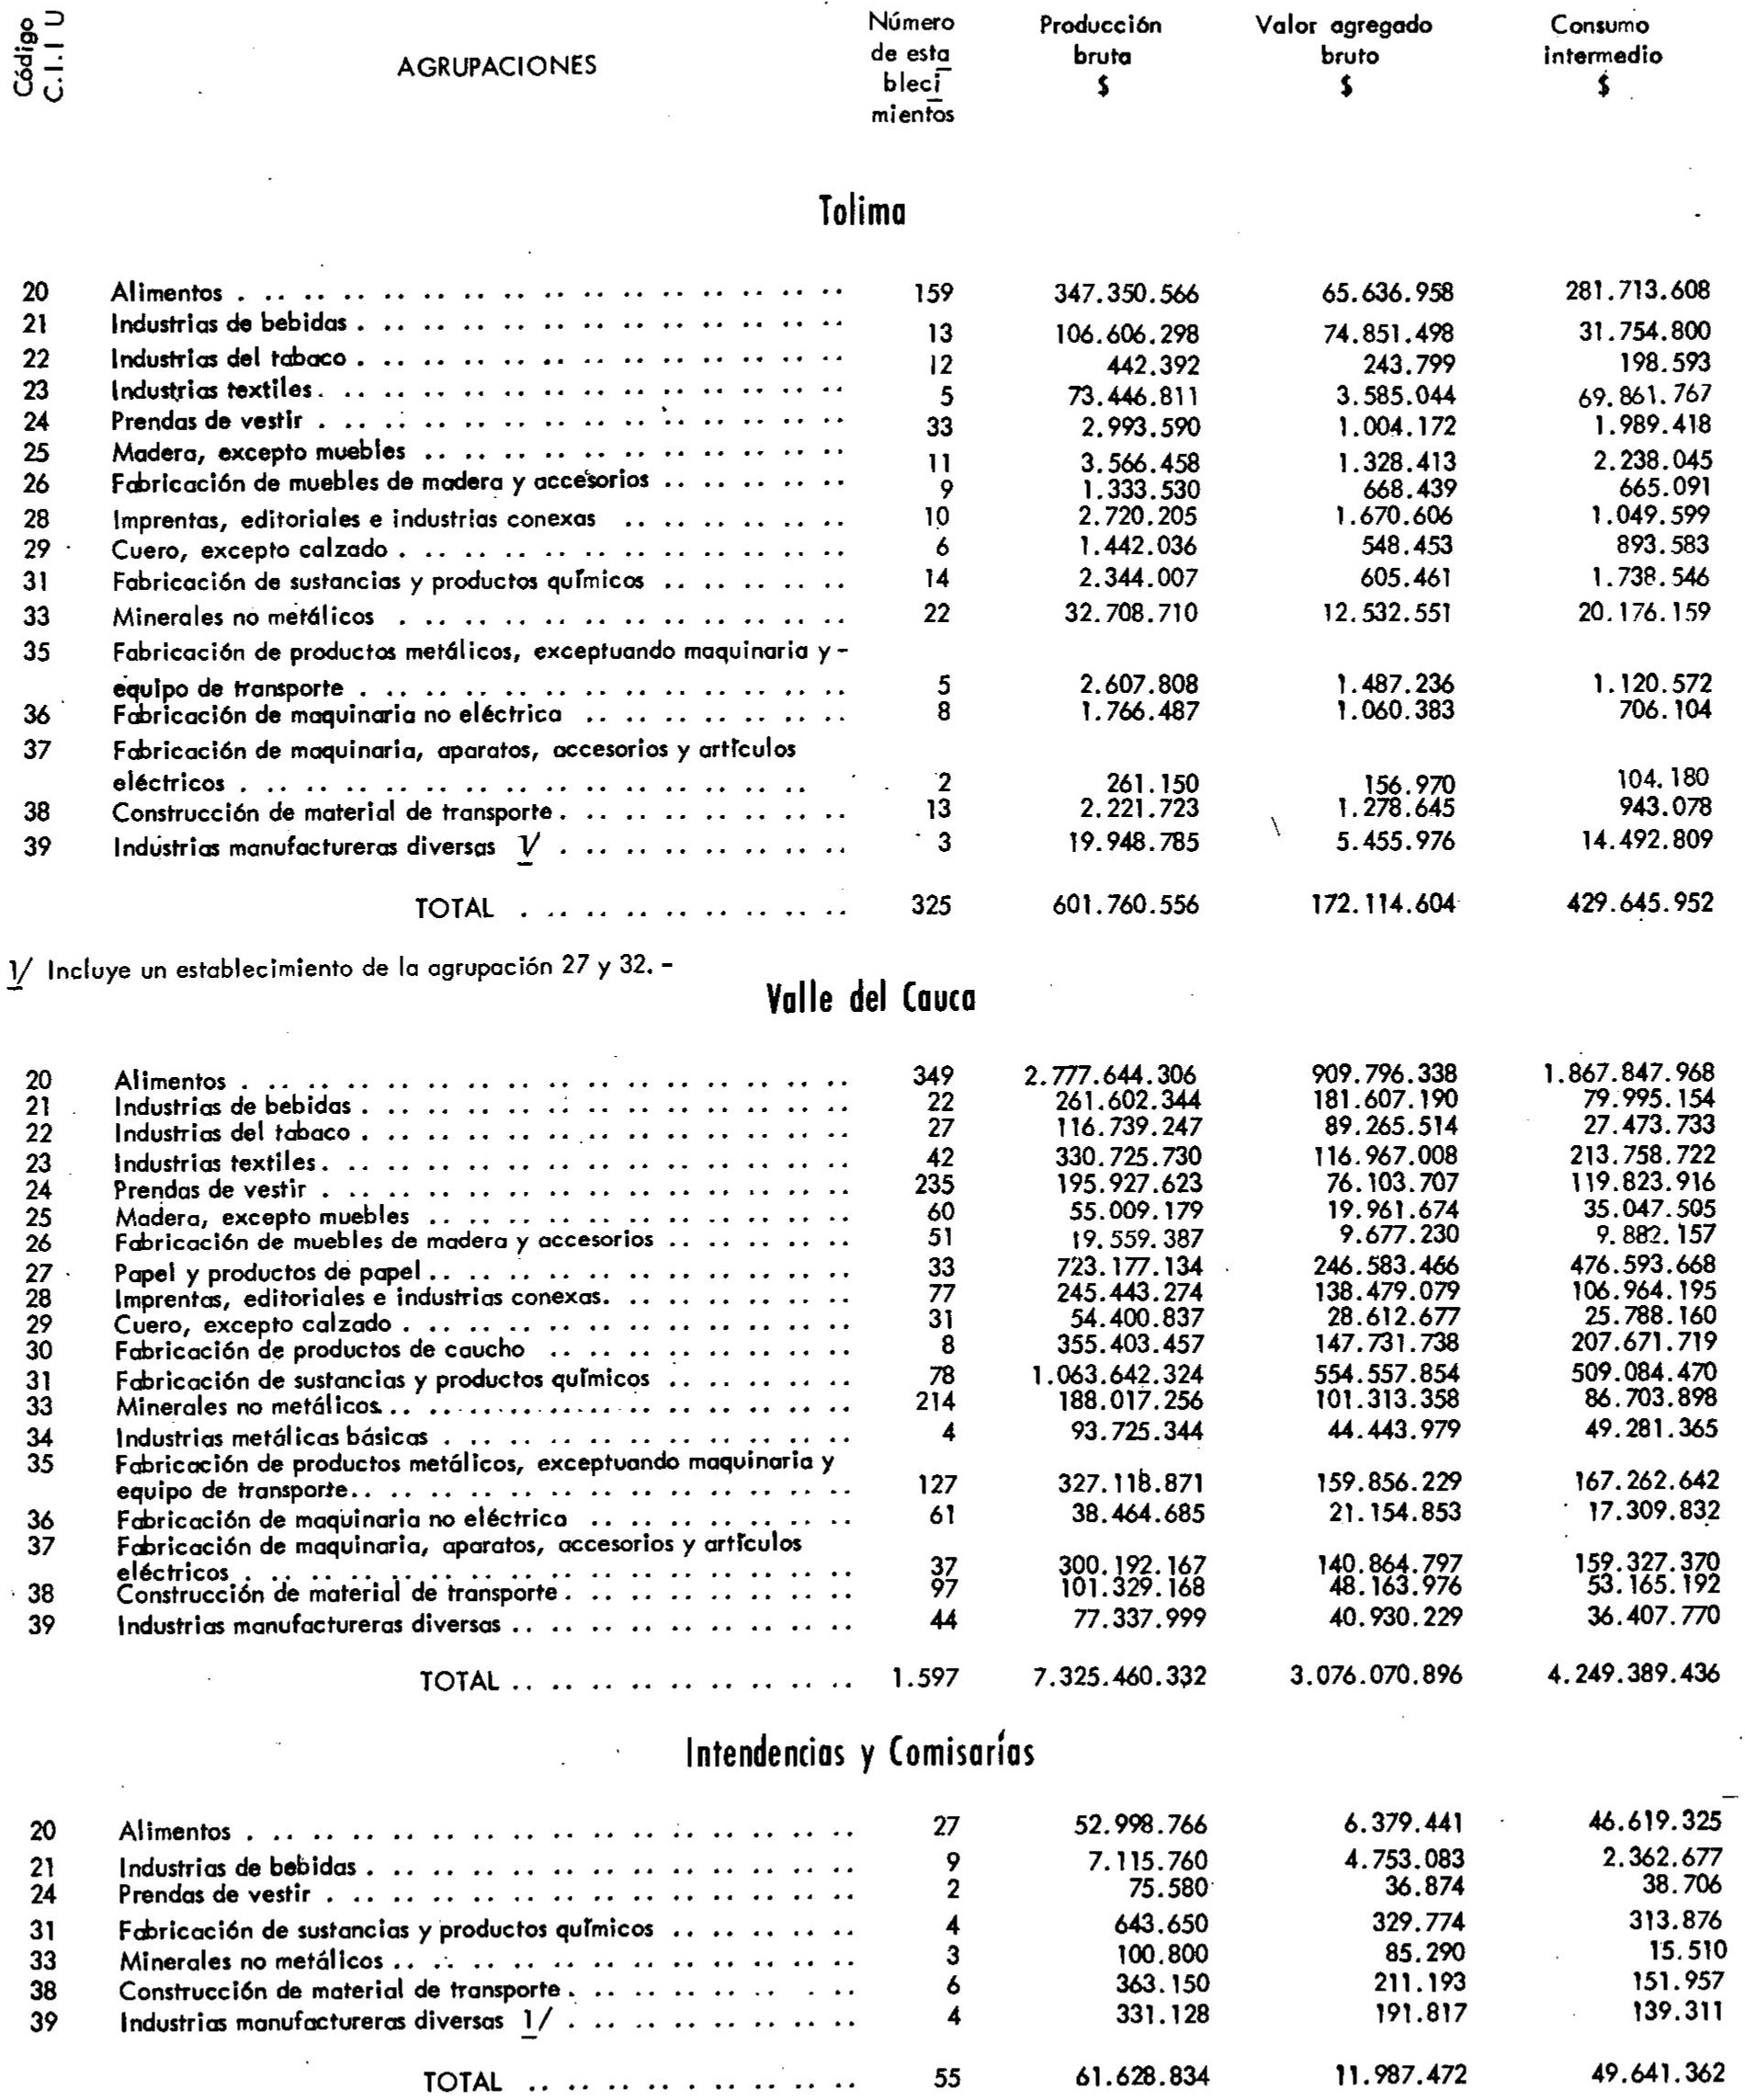 Código C.I.I U
AGRUPACIONES
Número de esta bleci mientos
Producción bruta $
Valor agregado bruto $
Consumo intermedio $
Tolima
20 Alimentos . .. .. .. .. .. .. 159 347.350.566 65.636.958 281.713.608
21 Industrias de bebidas . .. .. .. .. 13 106.606.298 74.851.498 31.754.800
22 Industrias del tabaco . .. .. .. .. 12 442.392 243.799 198.593
23 Industrias textiles. .. .. .. .. 5 73.446.811 3.585.044 69.861.767
24 Prendas de vestir . .. .. .. .. 33 2.993.590 1.004.172 1.989.418
25 Madera, excepto muebles .. .. .. .. 11 3.566.458 1.328.413 2.238.045
26 Fabricación de muebles de madera y accesorios .. .. .. 9 1.333.530 668.439 665.091
28 Imprentas, editoriales e industrias conexas .. .. .. 10 2.720.205 1.670.606 1.049.599
29 Cuero, excepto calzado . .. .. .. 6 1.442.036 548.453 893.583
31 Fabricación de sustancias y productos químicos .. .. .. 14 2.344.007 605.461 1.738.546
33 Minerales no metálicos . .. .. .. 22 32.708.710 12.532.551 20.176.159
35 Fabricación de productos metálicos, exceptuando maquinaria y -
equipo de transporte . .. .. .. 5 2.607.808 1.487.236 1.120.572
36 Fabricación de maquinaria no eléctrica .. .. .. 8 1.766.487 1.060.383 706.104
37 Fabricación de maquinaria, aparatos, accesorios y artículos
eléctricos . .. .. .. 2 261.150 156.970 104.180
38 Construcción de material de transporte . .. .. .. 13 2.221.723 1.278.645 943.078
39 Industrias manufactureras diversas 1/ . .. .. .. 3 19.948.785 5.455.976 14.492.809
TOTAL . .. .. .. 325 601.760.556 172.114.604 429.645.952
1/ Incluye un establecimiento de la agrupación 27 y 32. -
Valle del Cauca
20 Alimentos . .. .. .. 349 2.777.644.306 909.796.338 1.867.847.968
21 Industrias de bebidas . .. .. .. 22 261.602.344 181.607.190 79.995.154
22 Industrias del tabaco . .. .. .. 27 116.739.247 89.265.514 27.473.733
23 Industrias textiles. .. .. .. 42 330.725.730 116.967.008 213.758.722
24 Prendas de vestir . .. .. .. 235 195.927.623 76.103.707 119.823.916
25 Madera, excepto muebles .. .. .. 60 55.009.179 19.961.674 35.047.505
26 Fabricación de muebles de madera y accesorios .. .. .. 51 19.559.387 9.677.230 9.882.157
27 Papel y productos de papel .. .. .. 33 723.177.134 246.583.466 476.593.668
28 Imprentas, editoriales e industrias conexas. .. .. .. 77 245.443.274 138.479.079 106.964.195
29 Cuero, excepto calzado . .. .. .. 31 54.400.837 28.612.677 25.788.160
30 Fabricación de productos de caucho .. .. .. 8 355.403.457 147.731.738 207.671.719
31 Fabricación de sustancias y productos químicos .. .. .. 78 1.063.642.324 554.557.854 509.084.470
33 Minerales no metálicos .. .. .. 214 188.017.256 101.313.358 86.703.898
34 Industrias metálicas básicas . .. .. .. 4 93.725.344 44.443.979 49.281.365
35 Fabricación de productos metálicos, exceptuando maquinaria y
equipo de transporte .. .. .. 127 327.118.871 159.856.229 167.262.642
36 Fabricación de maquinaria no eléctrica .. .. .. 61 38.464.685 21.154.853 17.309.832
37 Fabricación de maquinaria, aparatos, accesorios y artículos
eléctricos . .. .. .. 37 300.192.167 140.864.797 159.327.370
38 Construcción de material de transporte . .. .. .. 97 101.329.168 48.163.976 53.165.192
39 Industrias manufactureras diversas .. .. .. 44 77.337.999 40.930.229 36.407.770
TOTAL .. .. .. 1.597 7.325.460.332 3.076.070.896 4.249.389.436
Intendencias y Comisarías
20 Alimentos . .. .. .. 27 52.998.766 6.379.441 46.619.325
21 Industrias de bebidas . .. .. .. 9 7.115.760 4.753.083 2.362.677
24 Prendas de vestir . .. .. .. 2 75.580 36.874 38.706
31 Fabricación de sustancias y productos químicos .. .. .. 4 643.650 329.774 313.876
33 Minerales no metálicos .. .. .. 3 100.800 85.290 15.510
38 Construcción de material de transporte . .. .. .. 6 363.150 211.193 151.957
39 Industrias manufactureras diversas 1/ . .. .. .. 4 331.128 191.817 139.311
TOTAL .. .. .. 55 61.628.834 11.987.472 49.641.362